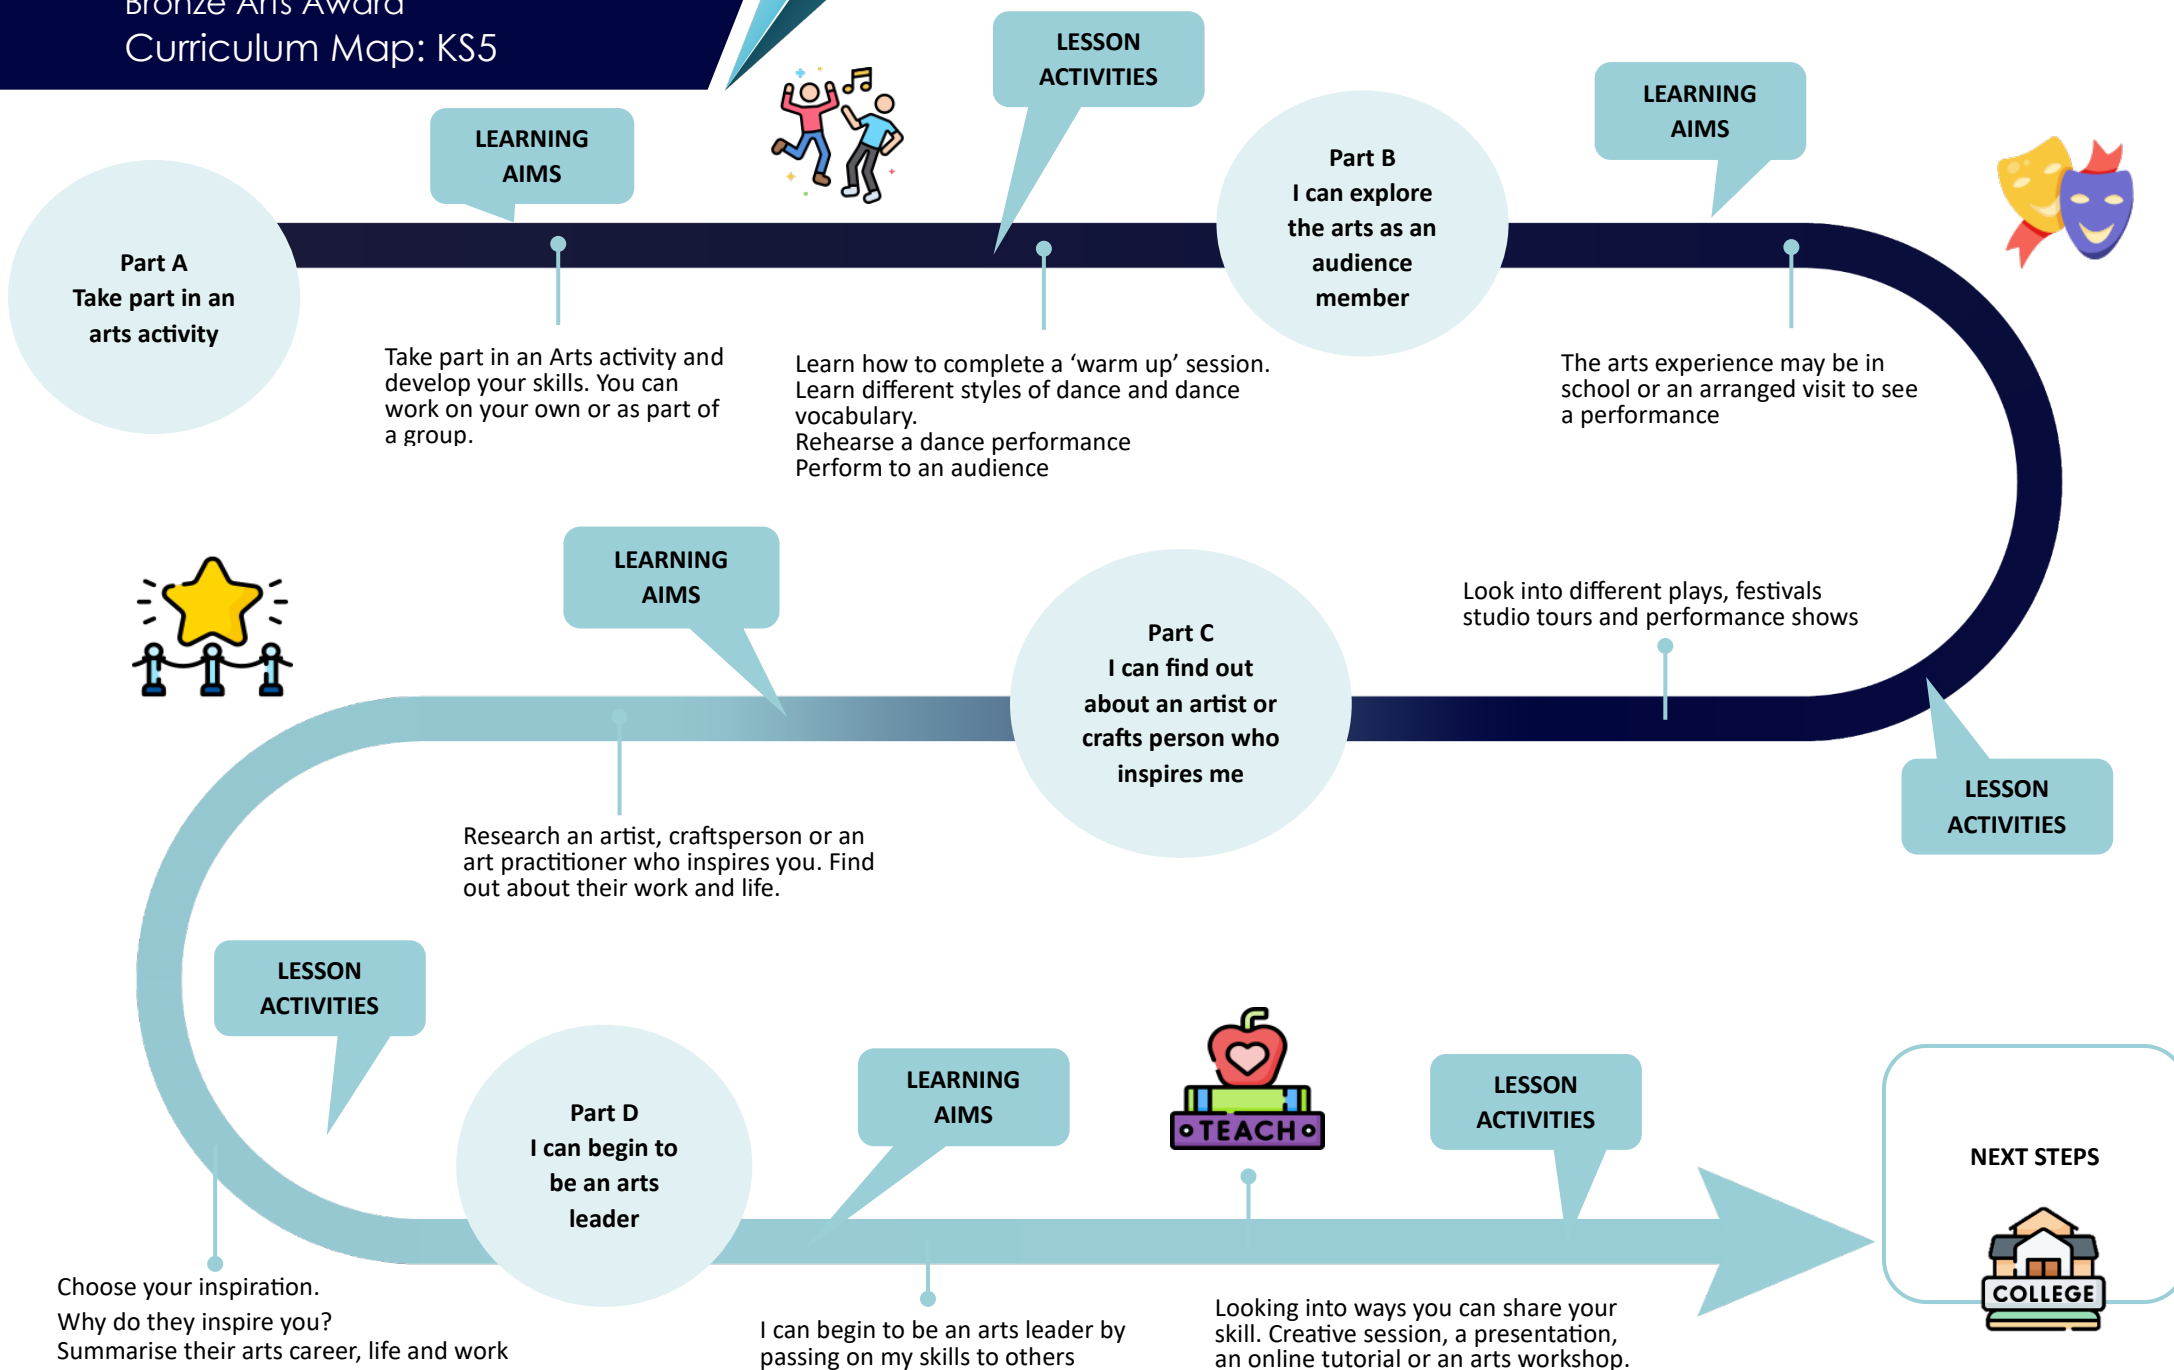 Bronze Arts Award
Curriculum Map: KS5
LEARNING
AIMS
LESSON
ACTIVITIES
LEARNING
AIMS
Part A
Take part in an
arts activity
Part B
I can explore
the arts as an
audience
member
Take part in an Arts activity and
develop your skills. You can
work on your own or as part of
a group.
Learn how to complete a ‘warm up’ session.
Learn different styles of dance and dance
vocabulary.
Rehearse a dance performance
Perform to an audience
The arts experience may be in
school or an arranged visit to see
a performance
Look into different plays, festivals
studio tours and performance shows
LESSON
ACTIVITIES
Part C
I can find out
about an artist or
crafts person who
inspires me
LEARNING
AIMS
Research an artist, craftsperson or an
art practitioner who inspires you. Find
out about their work and life.
LESSON
ACTIVITIES
Choose your inspiration.
Why do they inspire you?
Summarise their arts career, life and work
Part D
I can begin to
be an arts
leader
LEARNING
AIMS
I can begin to be an arts leader by
passing on my skills to others
TEACH
LESSON
ACTIVITIES
Looking into ways you can share your
skill. Creative session, a presentation,
an online tutorial or an arts workshop.
NEXT STEPS
COLLEGE